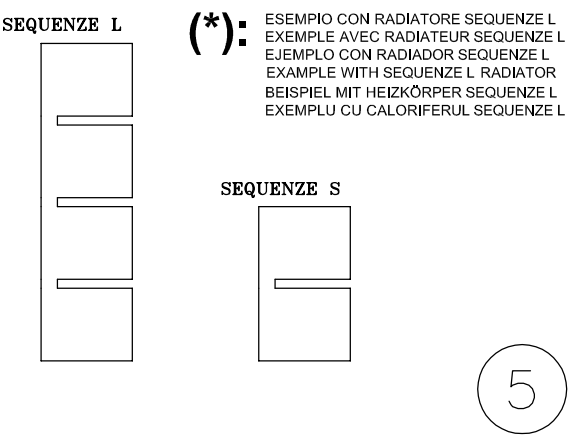 SEQUENZE L
(*):
ESEMPIO CON RADIATORE SEQUENZE L
EXEMPLE AVEC RADIATEUR SEQUENZE L
EJEMPLO CON RADIADOR SEQUENZE L
EXAMPLE WITH SEQUENZE L RADIATOR
BEISPIEL MIT HEIZKÖRPER SEQUENZE L
EXEMPLU CU CALORIFERUL SEQUENZE L
SEQUENZE S
5